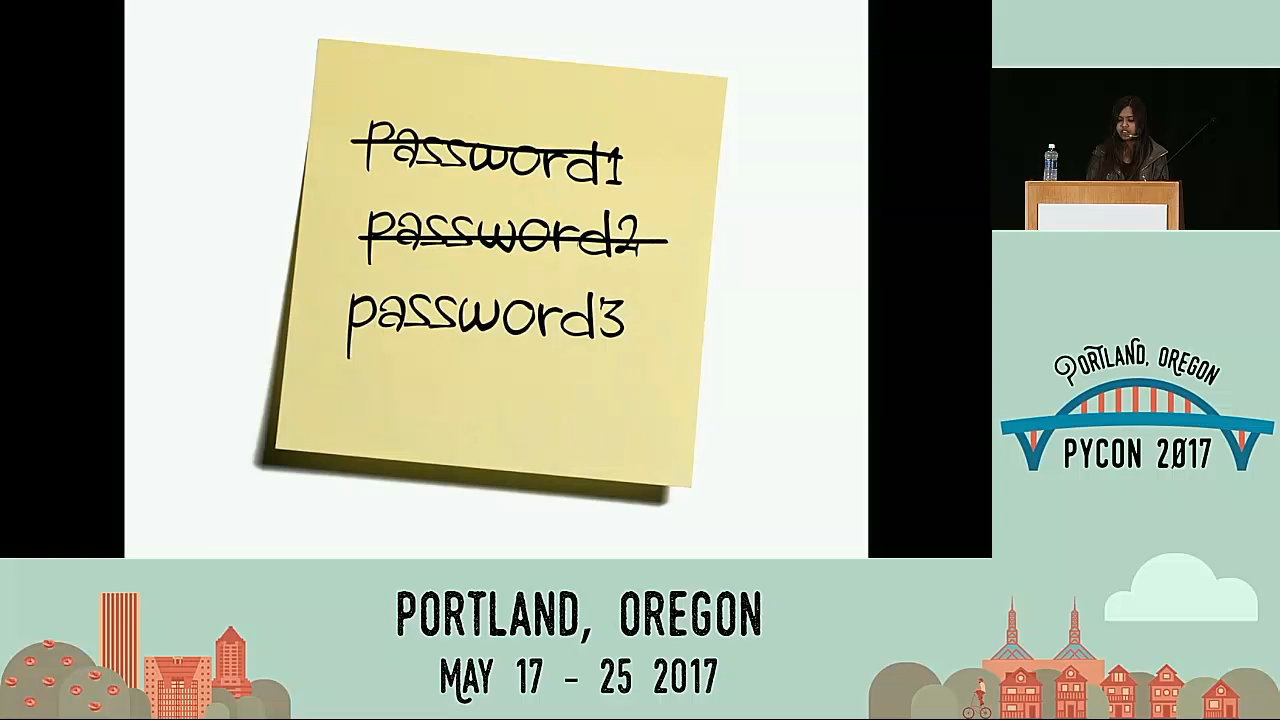 password1
password2
password3
PORTLAND, OREGON
PYCON 2017
PORTLAND, OREGON
MAY 17 - 25 2017